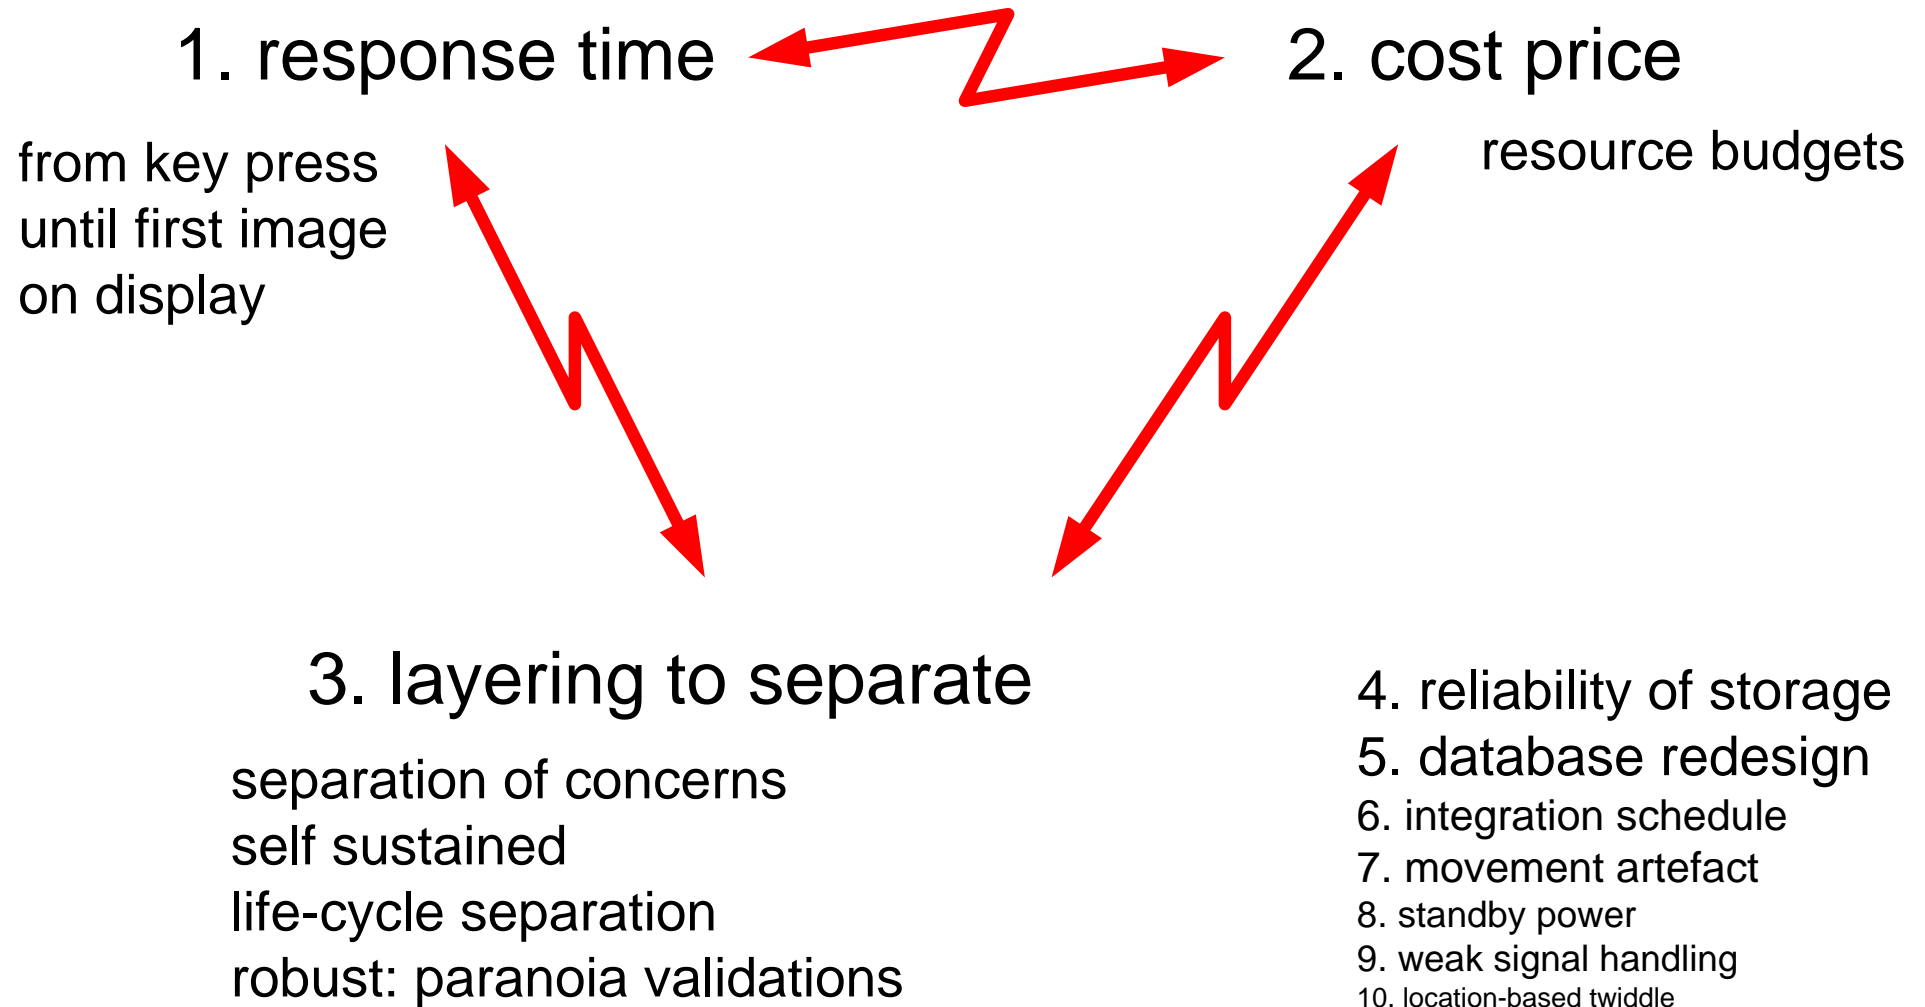 1. response time
2. cost price
from key press
until first image
on display
resource budgets
3. layering to separate
separation of concerns
self sustained
life-cycle separation
robust: paranoia validations
4. reliability of storage
5. database redesign
6. integration schedule
7. movement artefact
8. standby power
9. weak signal handling
10. location-based twiddle